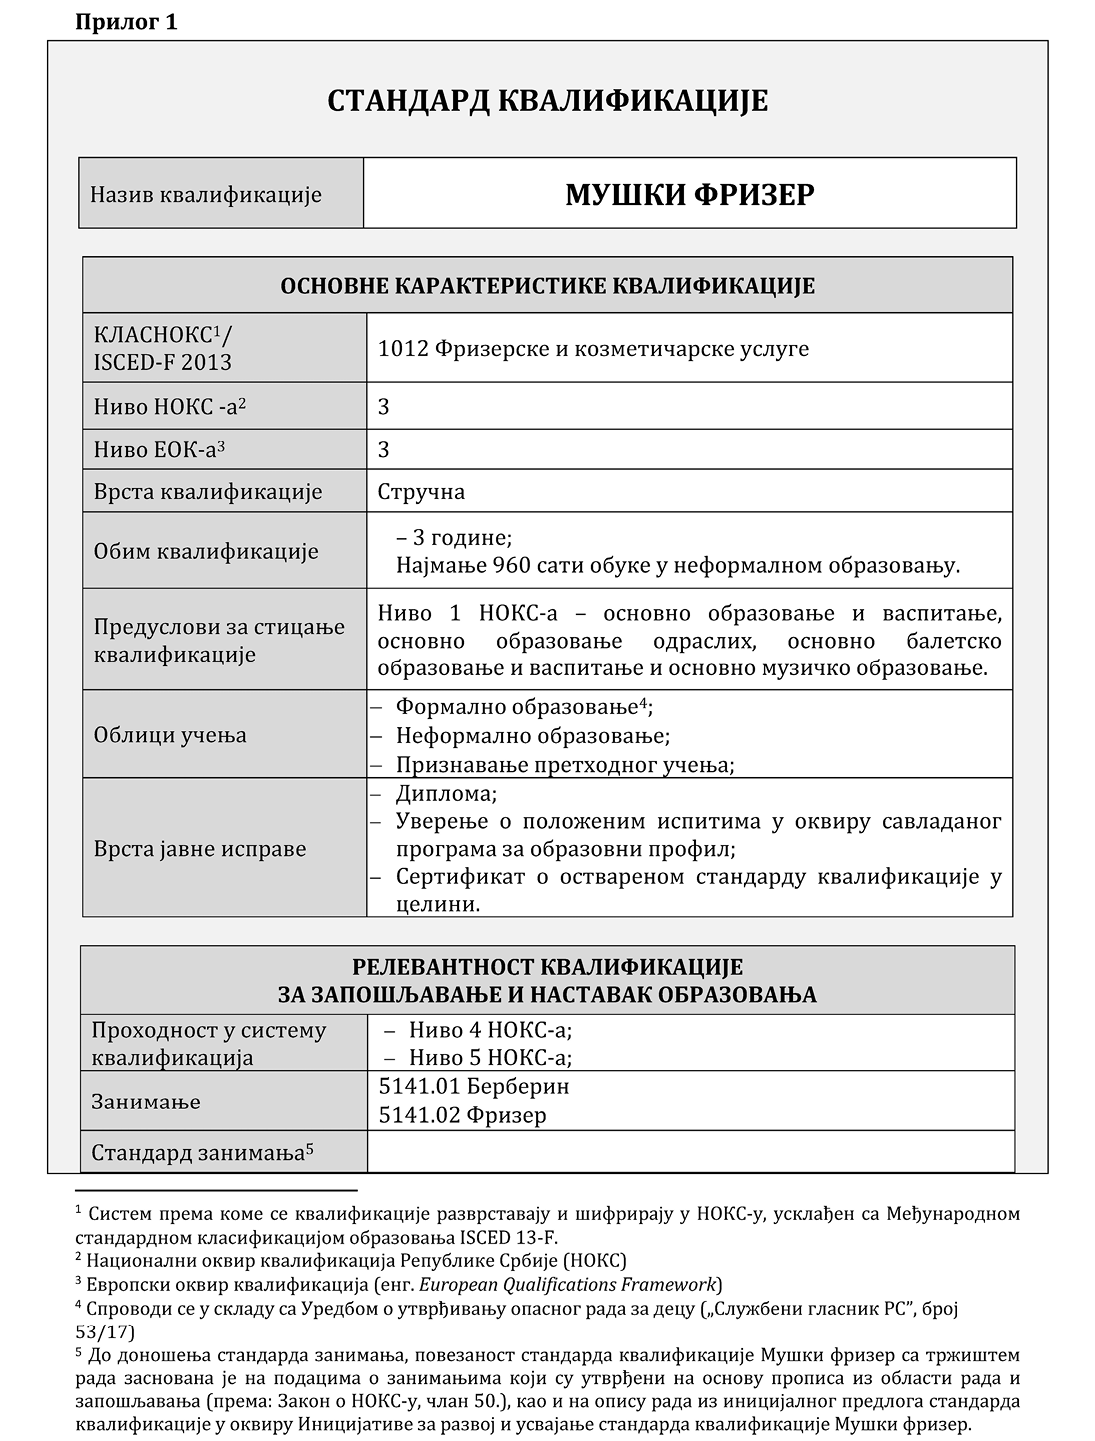 Прилог 1
СТАНДАРД КВАЛИФИКАЦИЈЕ
Назив квалификације
МУШКИ ФРИЗЕР
ОСНОВНЕ КАРАКТЕРИСТИКЕ КВАЛИФИКАЦИЈЕ
КЛАСНОКС¹/
ISCED-F 2013
1012 Фризерске и козметичарске услуге
Ниво НОКС -а²
3
Ниво ЕОК-а³
3
Врста квалификације
Стручна
Обим квалификације
– 3 године;
Најмање 960 сати обуке у неформалном образовању.
Предуслови за стицање
квалификације
Ниво 1 НОКС-а – основно образовање и васпитање,
основно образовање одраслих, основно балетско
образовање и васпитање и основно музичко образовање.
Облици учења
– Формално образовање⁴;
– Неформално образовање;
– Признавање претходног учења;
Врста јавне исправе
– Диплома;
– Уверење о положеним испитима у оквиру савладаног
програма за образовни профил;
– Сертификат о оствареном стандарду квалификације у
целини.
РЕЛЕВАНТНОСТ КВАЛИФИКАЦИЈЕ
ЗА ЗАПОШЉАВАЊЕ И НАСТАВАК ОБРАЗОВАЊА
Проходност у систему
квалификација
– Ниво 4 НОКС-а;
– Ниво 5 НОКС-а;
Занимање
5141.01 Берберин
5141.02 Фризер
Стандард занимања⁵
¹ Систем према коме се квалификације разврставају и шифрирају у НОКС-у, усклађен са Међународном
стандардном класификацијом образовања ISCED 13-F.
² Национални оквир квалификација Републике Србије (НОКС)
³ Европски оквир квалификација (енг. European Qualifications Framework)
⁴ Спроводи се у складу са Уредбом о утврђивању опасног рада за децу („Службени гласник РС”, број
53/17)
⁵ До доношења стандарда занимања, повезаност стандарда квалификације Мушки фризер са тржиштем
рада заснована је на подацима о занимањима који су утврђени на основу прописа из области рада и
запошљавања (према: Закон о НОКС-у, члан 50.), као и на опису рада из иницијалног предлога стандарда
квалификације у оквиру Иницијативе за развој и усвајање стандарда квалификације Мушки фризер.